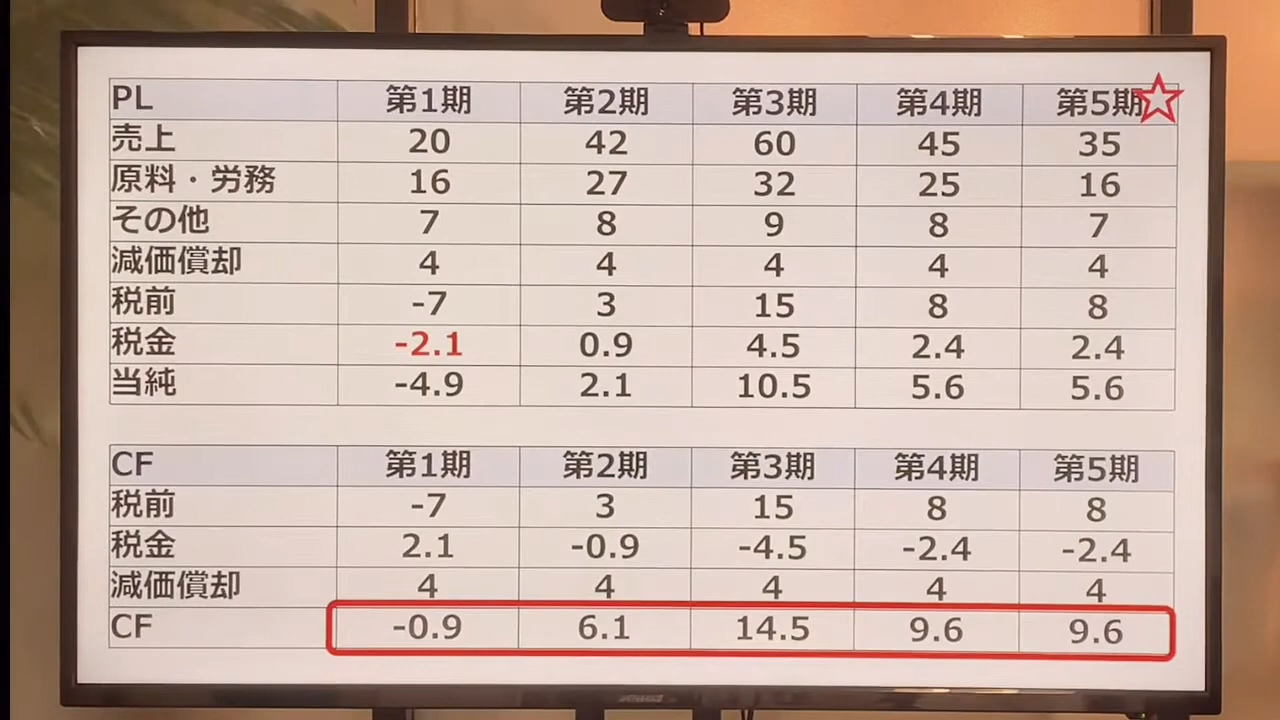 PL 第1期 第2期 第3期 第4期 第5期
売上 20 42 60 45 35
原料・労務 16 27 32 25 16
その他 7 8 9 8 7
減価償却 4 4 4 4 4
税前 -7 3 15 8 8
税金 -2.1 0.9 4.5 2.4 2.4
当純 -4.9 2.1 10.5 5.6 5.6
CF 第1期 第2期 第3期 第4期 第5期
税前 -7 3 15 8 8
税金 2.1 -0.9 -4.5 -2.4 -2.4
減価償却 4 4 4 4 4
CF -0.9 6.1 14.5 9.6 9.6